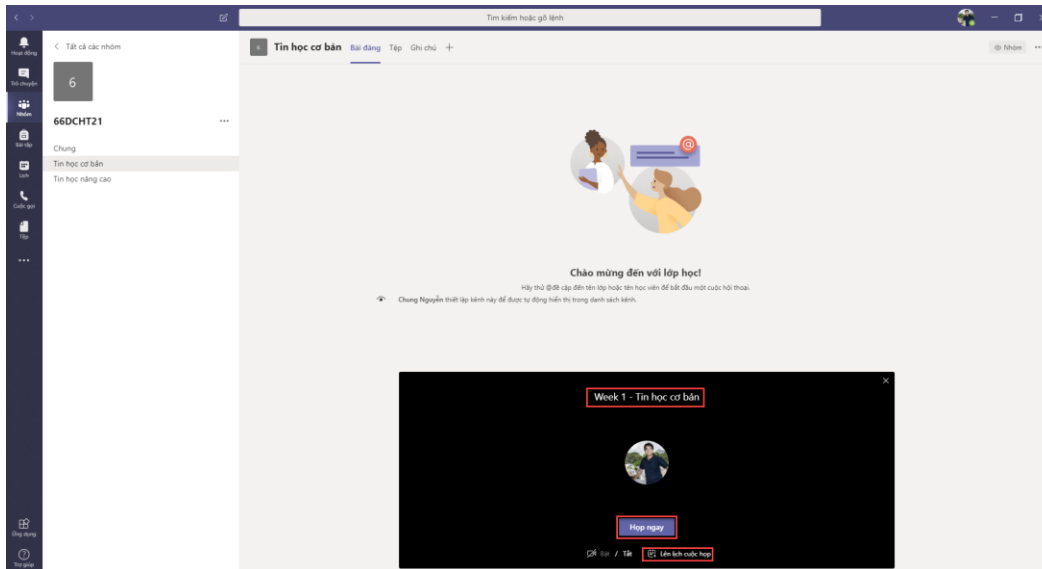 Tìm kiếm hoặc gõ lệnh
Hoạt động
Trò chuyện
Nhóm
Bài tập
Lịch
Cuộc gọi
Tệp
Ứng dụng
Trợ giúp
Tất cả các nhóm
6
66DCHT21
Chung
Tin học cơ bản
Tin học nâng cao
6 Tin học cơ bản Bài đăng Tệp Ghi chú
Nhóm
@
Chào mừng đến với lớp học!
Hãy thử @đề cập đến tên lớp hoặc tên học viên để bắt đầu một cuộc hội thoại.
Chung Nguyễn thiết lập kênh này để được tự động hiển thị trong danh sách kênh.
Week 1 - Tin học cơ bản
Họp ngay
Bật / Tắt Lên lịch cuộc họp